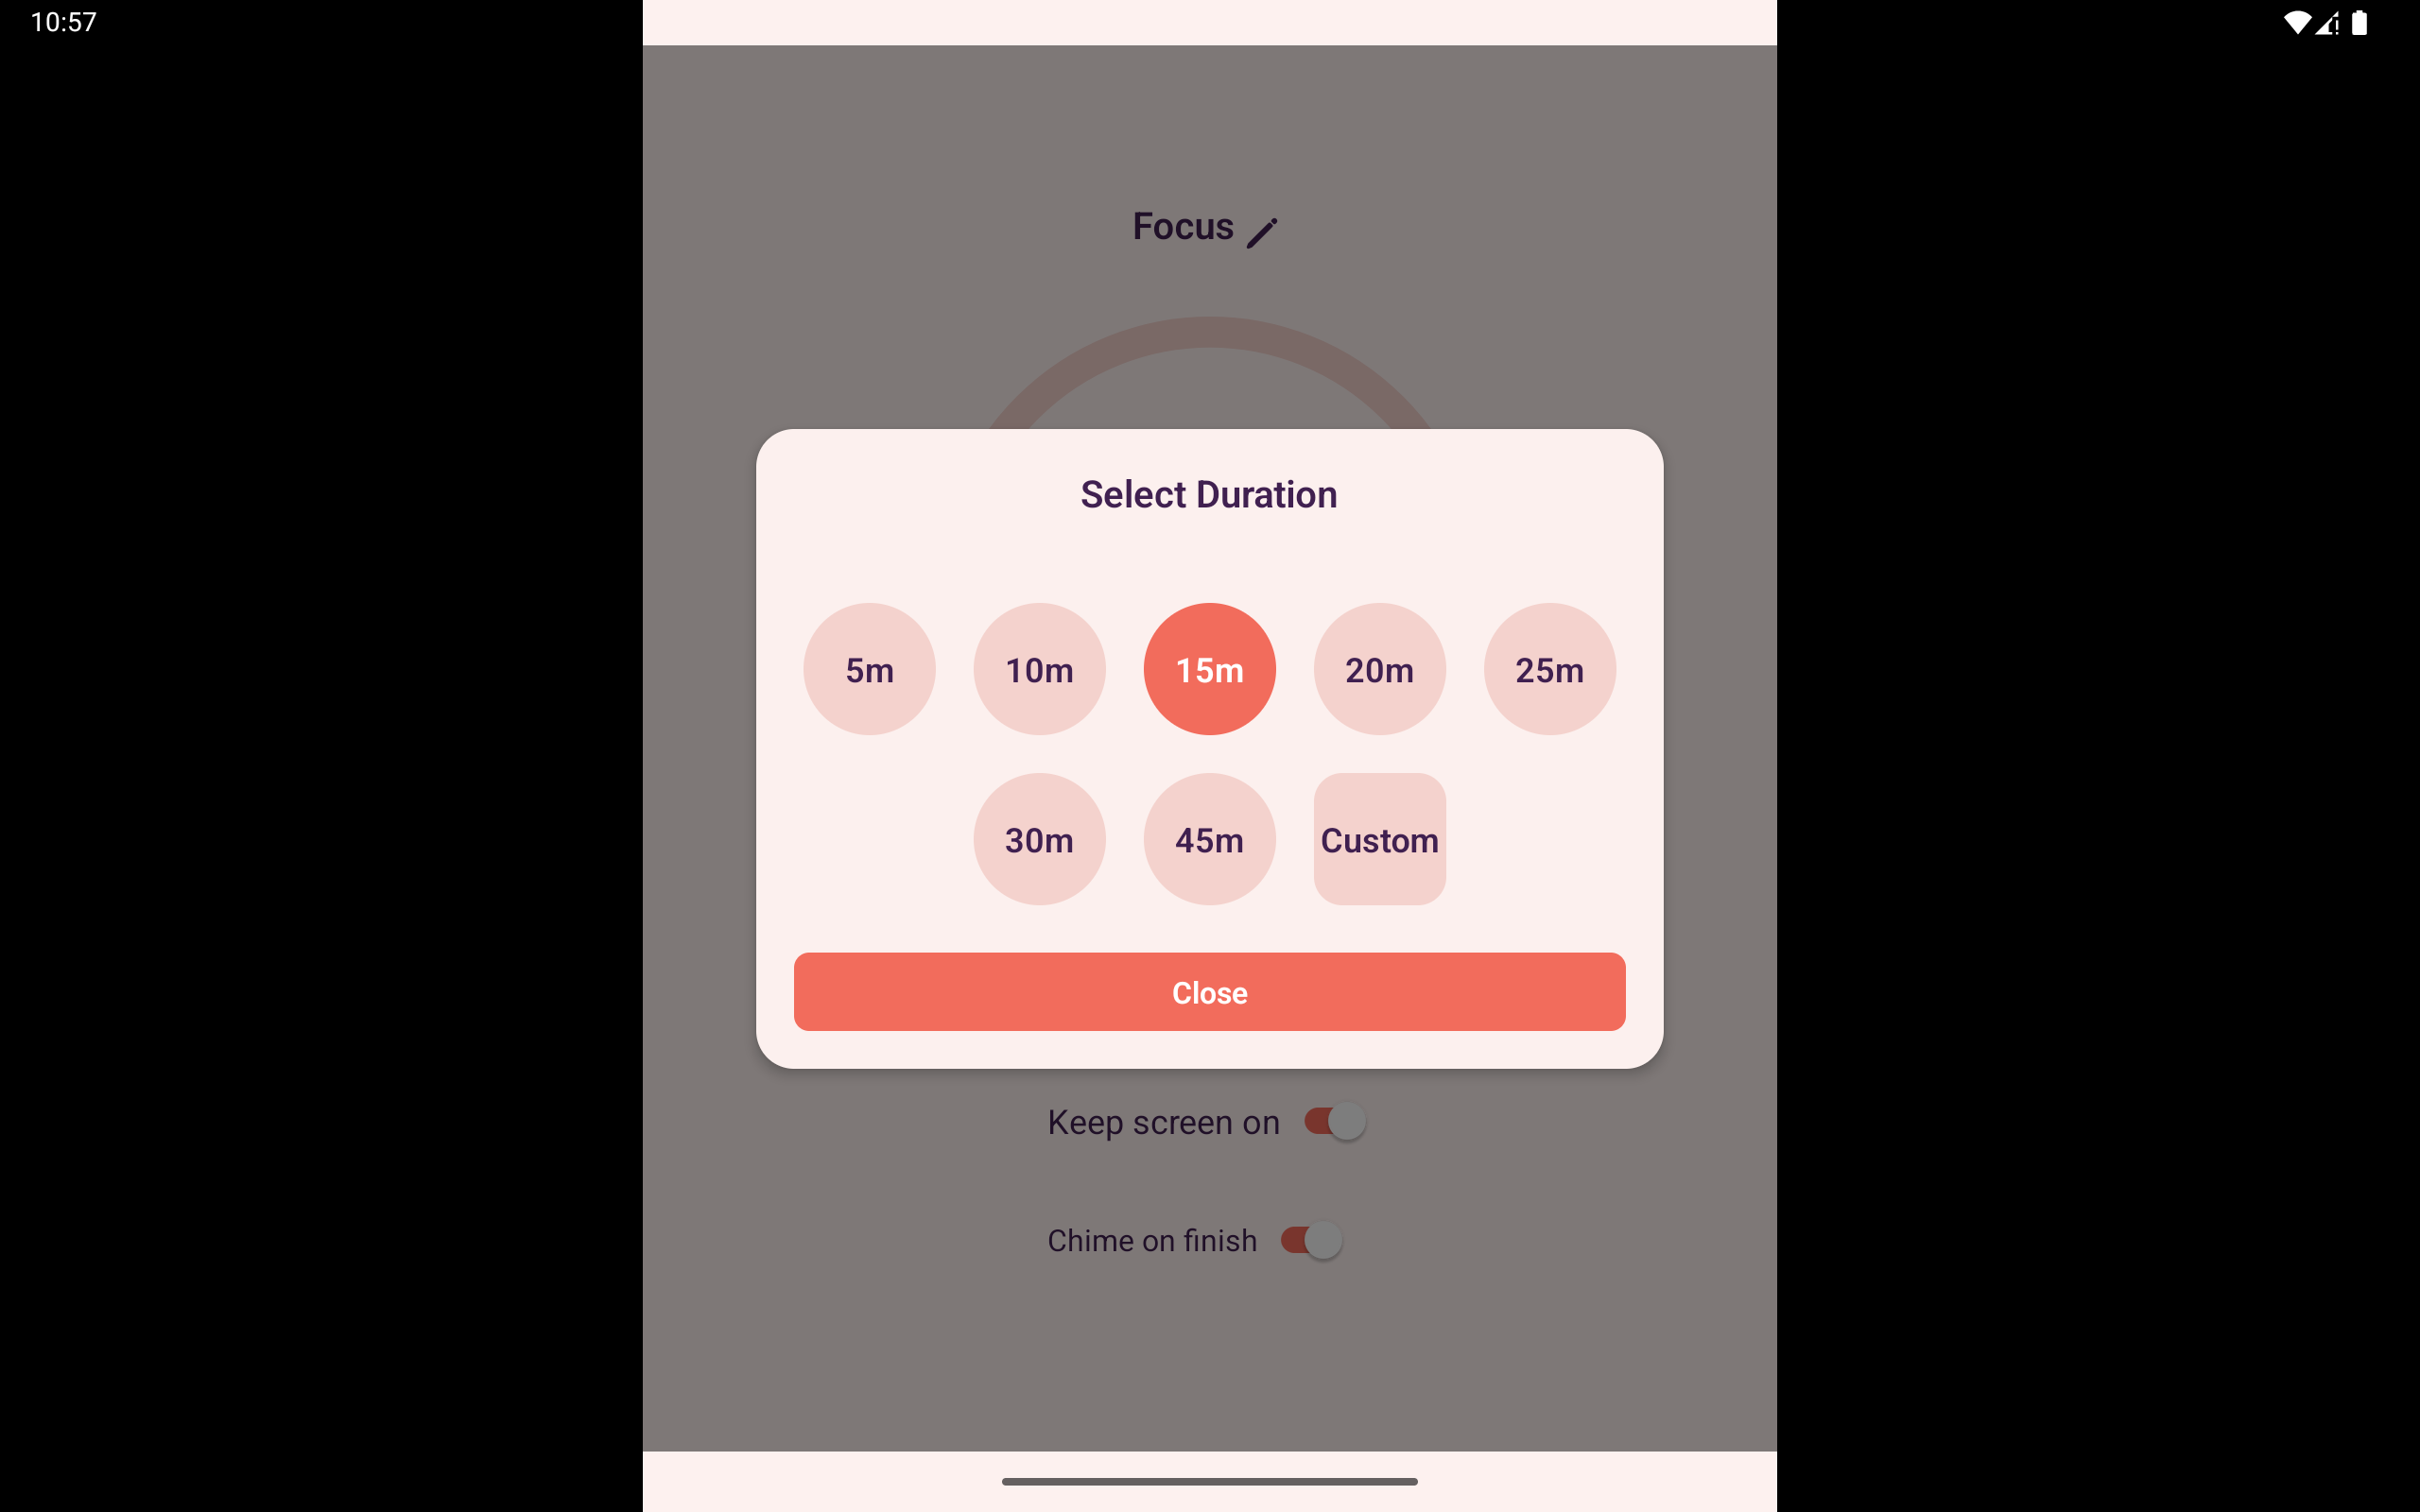 10:57
Focus
Select Duration
5m 10m 15m 20m 25m
30m 45m Custom
Close
Keep screen on
Chime on finish